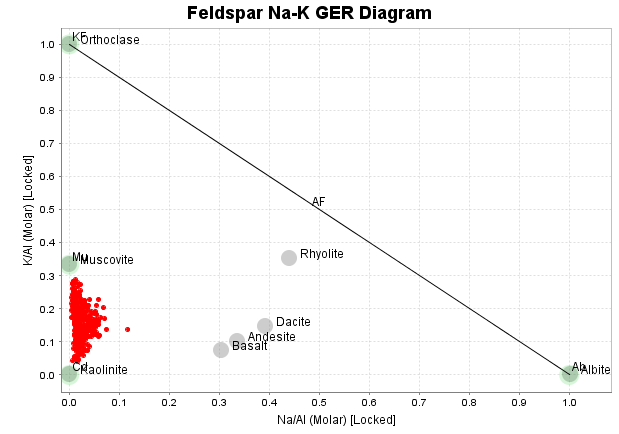 Feldspar Na-K GER Diagram
K/Al (Molar) [Locked]
1.0
0.9
0.8
0.7
0.6
0.5
0.4
0.3
0.2
0.1
0.0
KF
Orthoclase
AF
Rhyolite
Mu
Muscovite
Dacite
Andesite
Basalt
Kaolinite
Ab
Albite
0.0 0.1 0.2 0.3 0.4 0.5 0.6 0.7 0.8 0.9 1.0
Na/Al (Molar) [Locked]